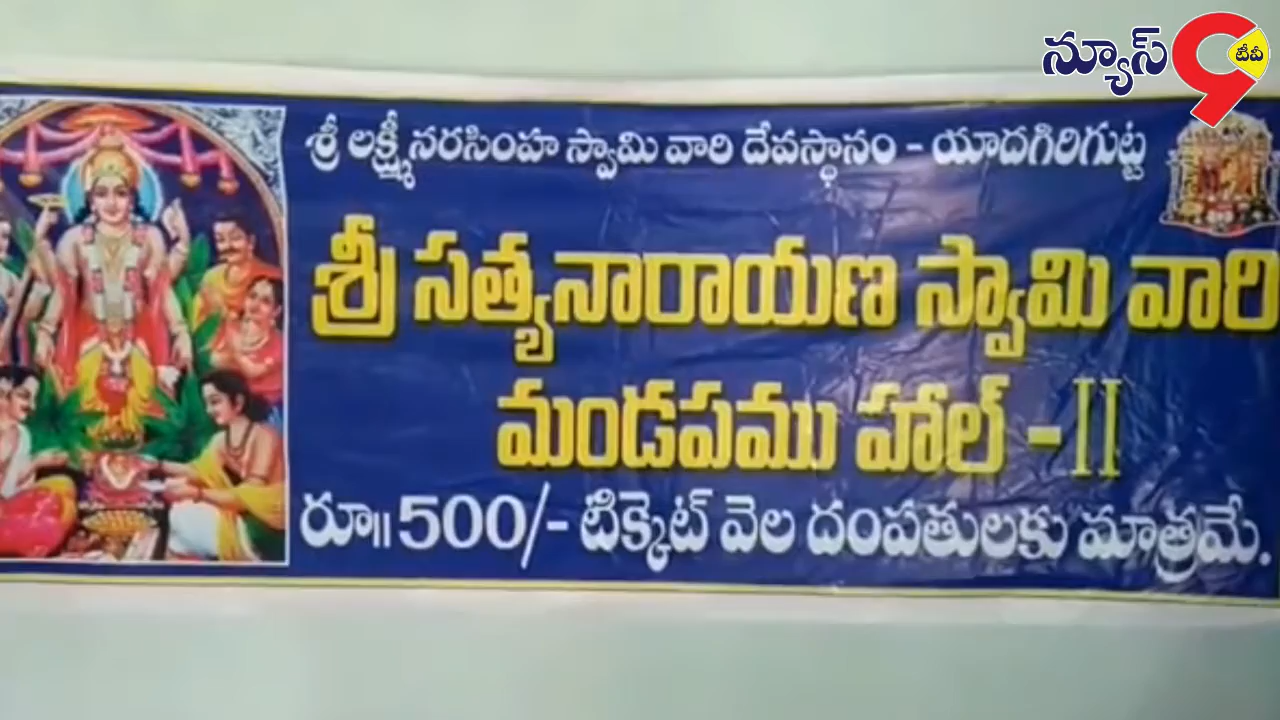 న్యూస్ 9 టీవీ
శ్రీ లక్ష్మీనరసింహ స్వామి వారి దేవస్థానం - యాదగిరిగుట్ట
శ్రీ సత్యనారాయణ స్వామి వారి
మండపము హాల్ - II
రూ॥ 500/- టిక్కెట్ వెల దంపతులకు మాత్రమే.